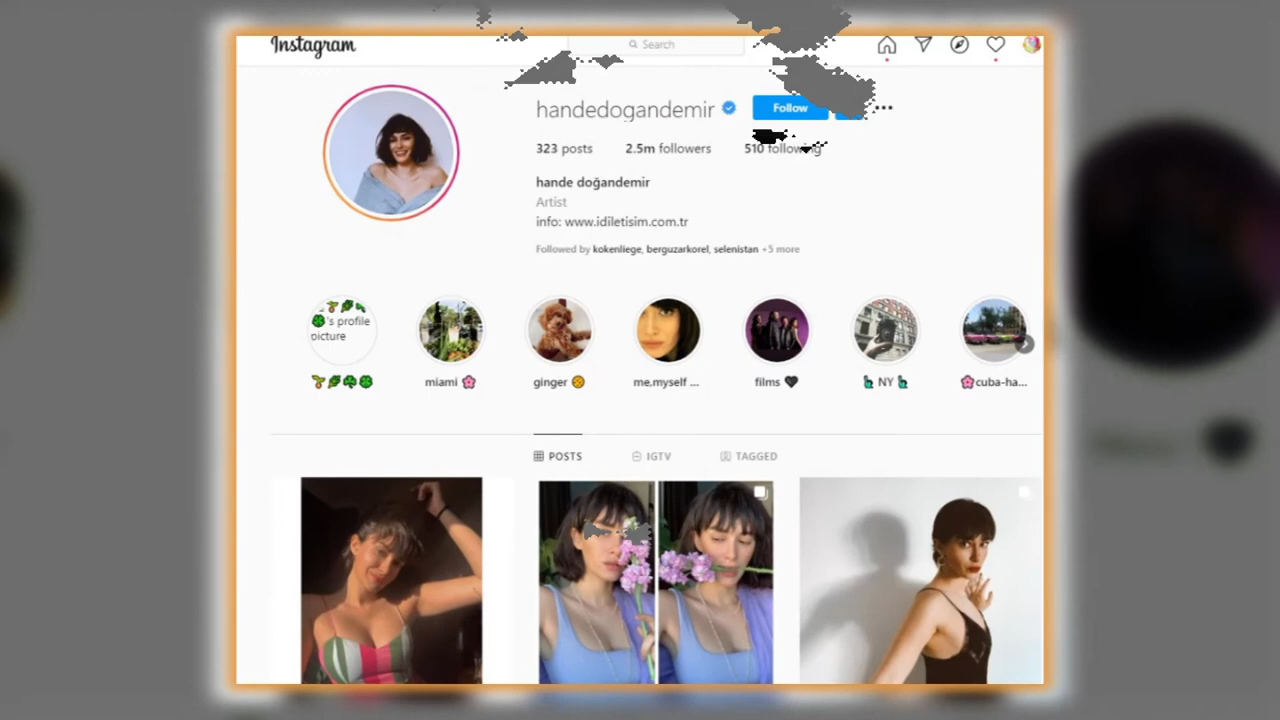 Instagram
Search
handedogandemir Follow
323 posts 2.5m followers 510 following
hande doğandemir
Artist
info: www.idiletisim.com.tr
Followed by kokenliege, berguzarkorel, selenistan +5 more
's profile
picture
miami 🌸 ginger 🍪 me,myself ... films 🖤 🗽 NY 🗽 🌸cuba-ha...
POSTS IGTV TAGGED